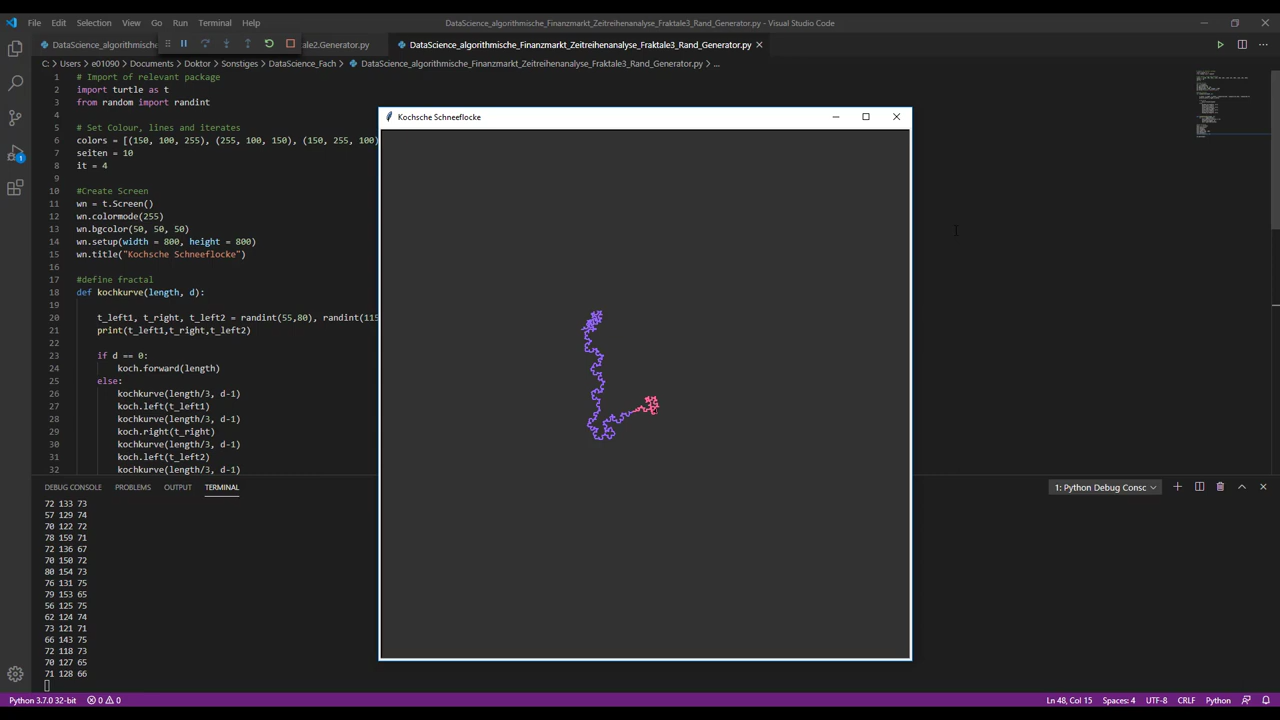 File Edit Selection View Go Run Terminal Help
DataScience_algorithmische_Finanzmarkt_Zeitreihenanalyse_Fraktale3_Rand_Generator.py - Visual Studio Code
DataScience_algorithmische
ale2.Generator.py
DataScience_algorithmische_Finanzmarkt_Zeitreihenanalyse_Fraktale3_Rand_Generator.py
C: > Users > e01090 > Documents > Doktor > Sonstiges > DataScience_Fach > DataScience_algorithmische_Finanzmarkt_Zeitreihenanalyse_Fraktale3_Rand_Generator.py > ...
1 # Import of relevant package
2 import turtle as t
3 from random import randint
4
5 # Set Colour, lines and iterates
6 colors = [(150, 100, 255), (255, 100, 150), (150, 255, 100)
7 seiten = 10
8 it = 4
9
10 #Create Screen
11 wn = t.Screen()
12 wn.colormode(255)
13 wn.bgcolor(50, 50, 50)
14 wn.setup(width = 800, height = 800)
15 wn.title("Kochsche Schneeflocke")
16
17 #define fractal
18 def kochkurve(length, d):
19
20 t_left1, t_right, t_left2 = randint(55,80), randint(115
21 print(t_left1,t_right,t_left2)
22
23 if d == 0:
24 koch.forward(length)
25 else:
26 kochkurve(length/3, d-1)
27 koch.left(t_left1)
28 kochkurve(length/3, d-1)
29 koch.right(t_right)
30 kochkurve(length/3, d-1)
31 koch.left(t_left2)
32 kochkurve(length/3, d-1)
Kochsche Schneeflocke
DEBUG CONSOLE PROBLEMS OUTPUT TERMINAL
1: Python Debug Consc
72 133 73
57 129 74
70 122 72
78 159 71
72 136 67
70 150 72
80 154 73
76 131 75
79 153 65
56 125 75
62 124 74
73 121 71
66 143 75
72 118 73
70 127 65
71 128 66
1
Python 3.7.0 32-bit 0 0
Ln 48, Col 15 Spaces: 4 UTF-8 CRLF Python